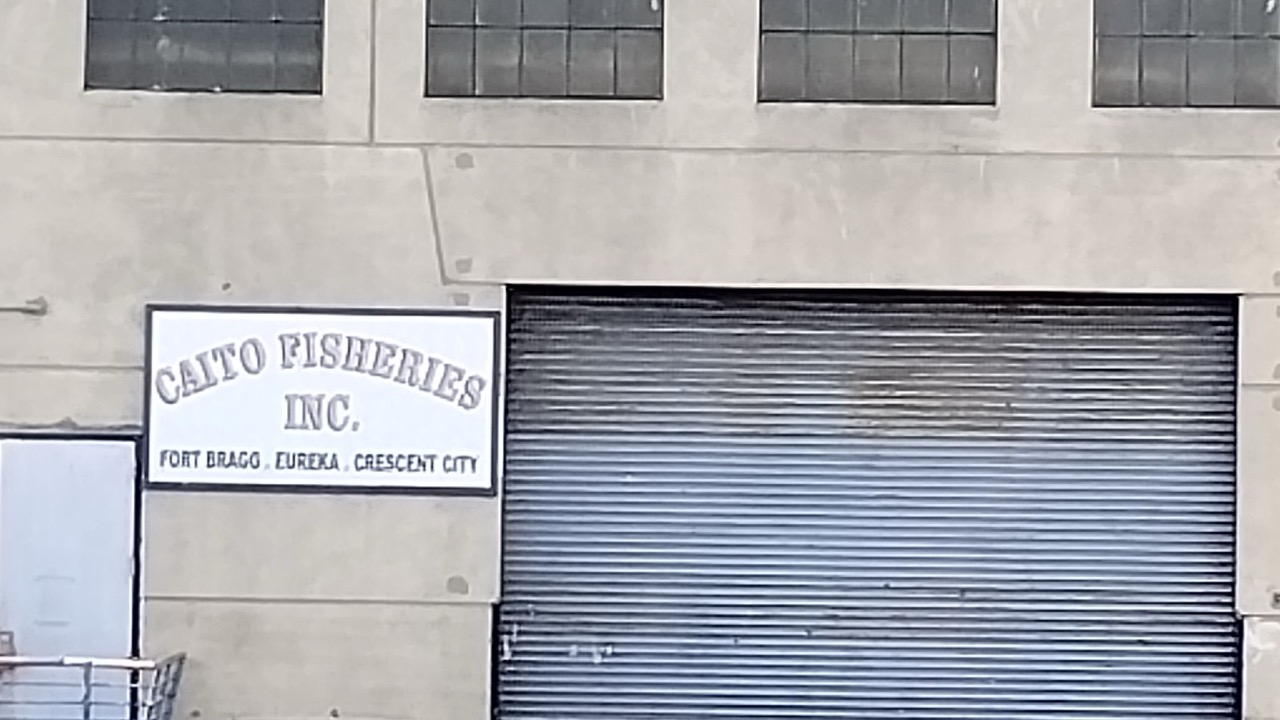 CAITO FISHERIES
INC.
FORT BRAGG . EUREKA . CRESCENT CITY